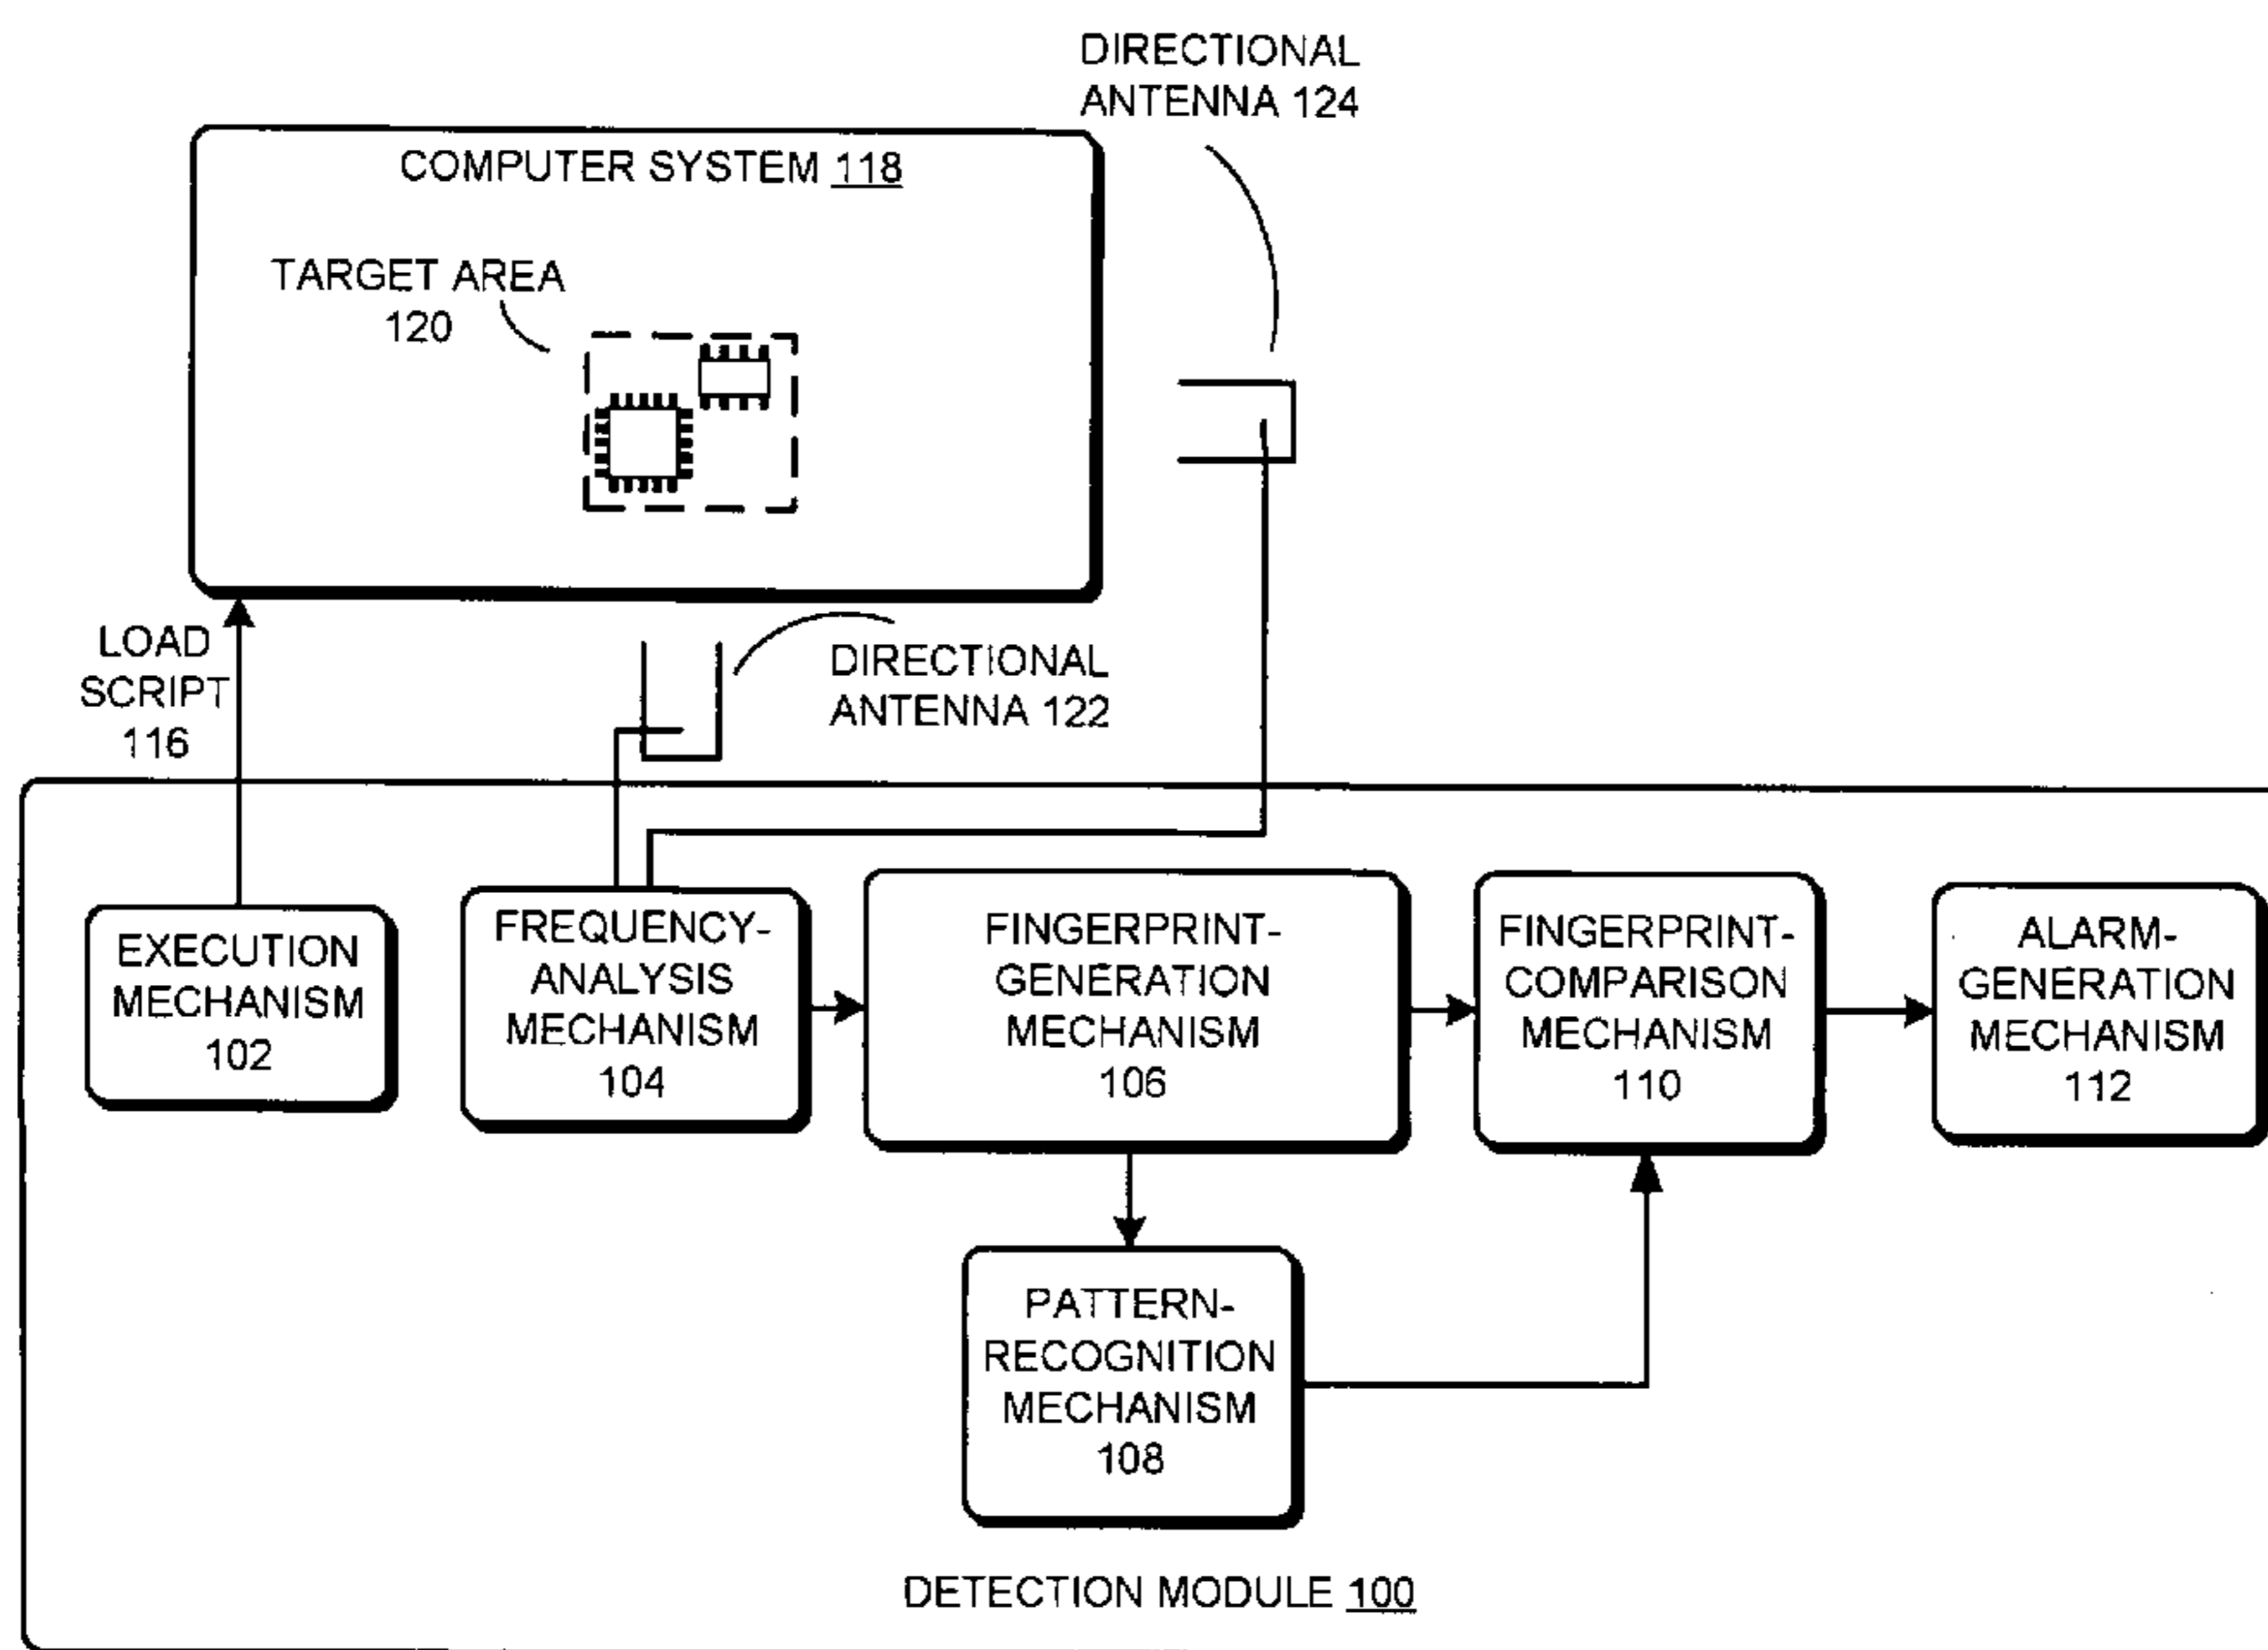 DIRECTIONAL
ANTENNA 124
COMPUTER SYSTEM 118
TARGET AREA
120
LOAD
SCRIPT
116
DIRECTIONAL
ANTENNA 122
EXECUTION
MECHANISM
102
FREQUENCY-
ANALYSIS
MECHANISM
104
FINGERPRINT-
GENERATION
MECHANISM
106
FINGERPRINT-
COMPARISON
MECHANISM
110
ALARM-
GENERATION
MECHANISM
112
PATTERN-
RECOGNITION
MECHANISM
108
DETECTION MODULE 100